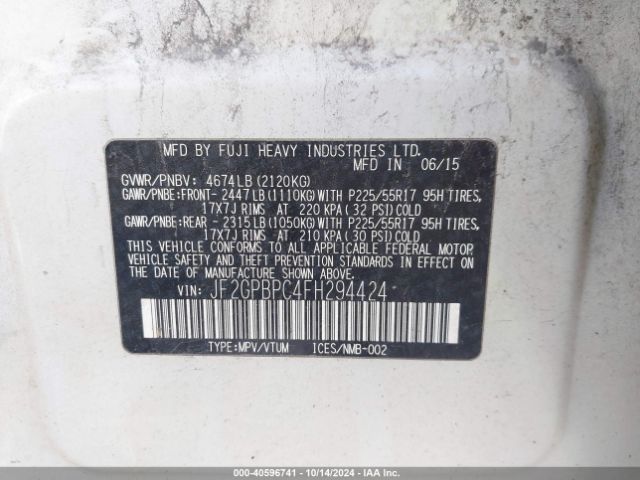 MFD BY FUJI HEAVY INDUSTRIES LTD.
MFD IN 06/15
GVWR/PNBV: 4674LB(2120KG)
GAWR/PNBE:FRONT-2447LB(1110KG)WITH P225/55R17 95H TIRES,
17X7J RIMS AT 220 KPA(32 PSI)COLD
GAWR/PNBE:REAR -2315LB(1050KG)WITH P225/55R17 95H TIRES,
17X7J RIMS AT 210 KPA(30 PSI)COLD
THIS VEHICLE CONFORMS TO ALL APPLICABLE FEDERAL MOTOR
VEHICLE SAFETY, BUMPER, AND THEFT PREVENTION STANDARDS
IN EFFECT ON THE DATE OF MANUFACTURE SHOWN ABOVE.
VIN: JF2GPBPC4FH294424
TYPE:MPV/VTUM ICES/NMB-002
000-40596741 | 10/14/2024 | IAA Inc.